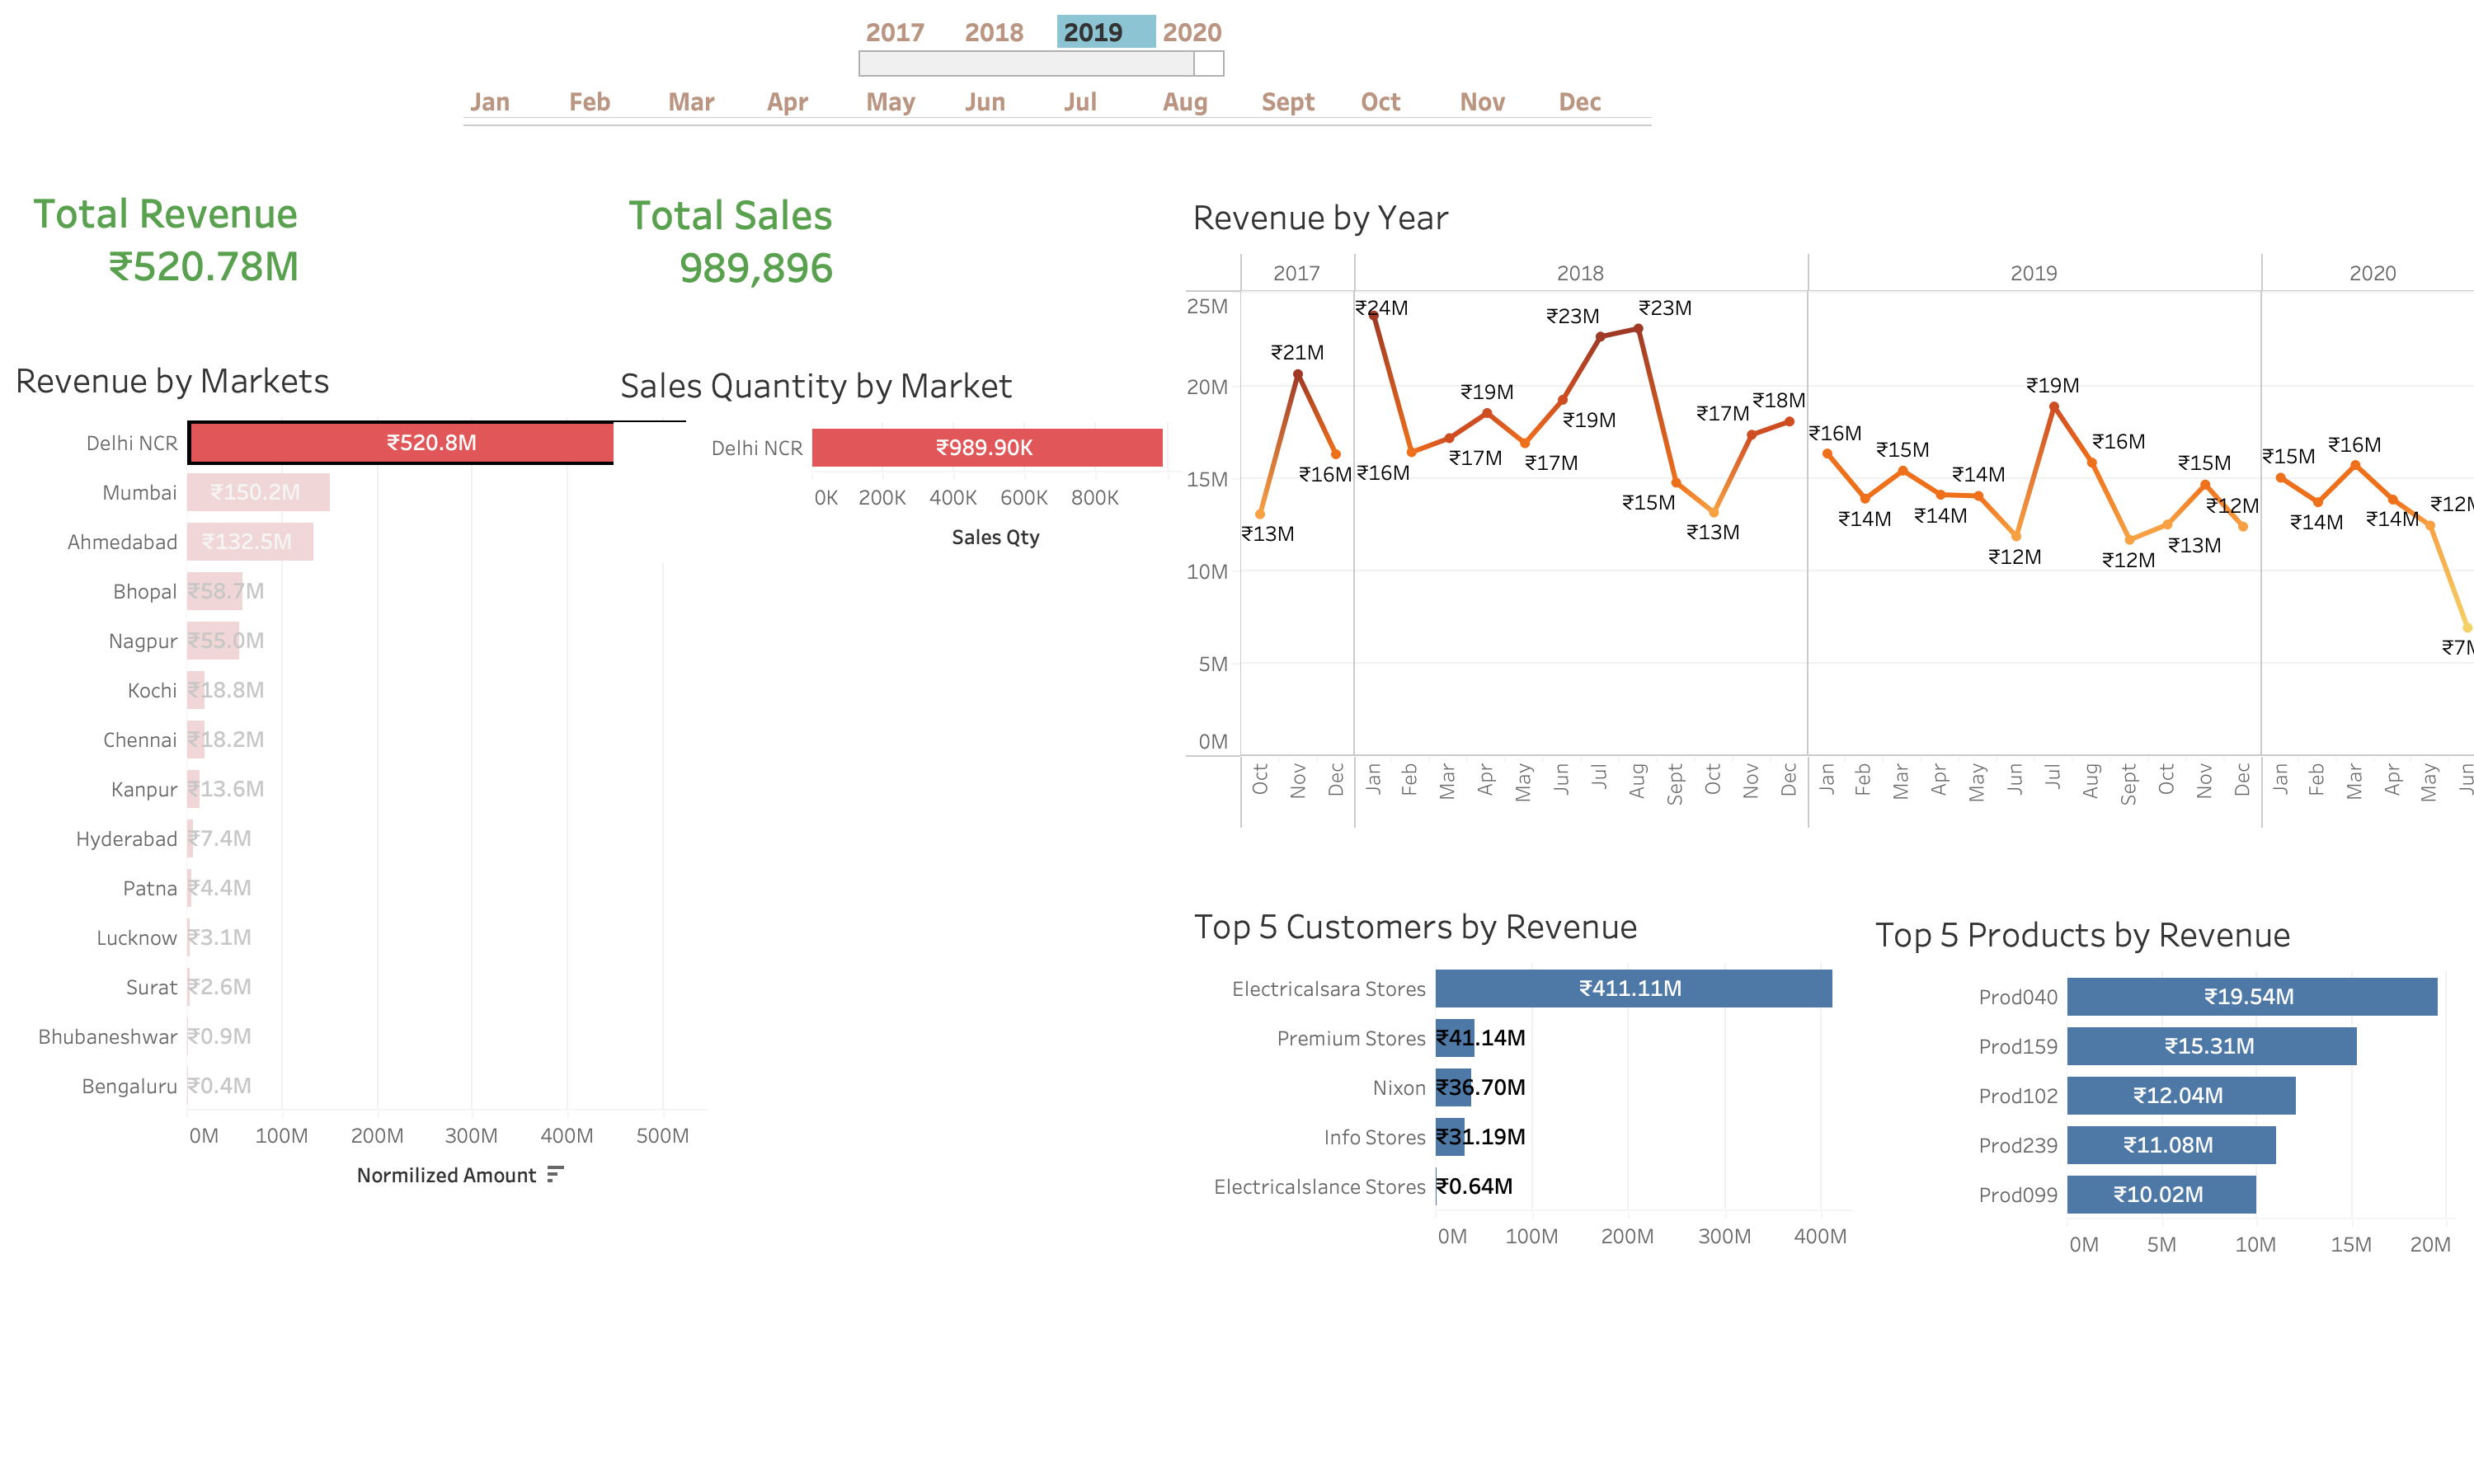 2017 2018 2019 2020
Jan Feb Mar Apr May Jun Jul Aug Sept Oct Nov Dec
Total Revenue
₹520.78M
Total Sales
989,896
Revenue by Markets
Delhi NCR ₹520.8M
Mumbai ₹150.2M
Ahmedabad ₹132.5M
Bhopal ₹58.7M
Nagpur ₹55.0M
Kochi ₹18.8M
Chennai ₹18.2M
Kanpur ₹13.6M
Hyderabad ₹7.4M
Patna ₹4.4M
Lucknow ₹3.1M
Surat ₹2.6M
Bhubaneshwar ₹0.9M
Bengaluru ₹0.4M
0M 100M 200M 300M 400M 500M
Normilized Amount
Sales Quantity by Market
Delhi NCR ₹989.90K
0K 200K 400K 600K 800K
Sales Qty
Revenue by Year
2017 2018 2019 2020
25M
20M
15M
10M
5M
0M
₹13M ₹21M ₹16M
₹24M ₹16M ₹17M ₹19M ₹17M ₹19M ₹23M ₹23M ₹15M ₹13M ₹17M ₹18M
₹16M ₹14M ₹15M ₹14M ₹14M ₹12M ₹19M ₹16M ₹12M ₹13M ₹15M ₹12M
₹15M ₹14M ₹16M ₹14M ₹12M ₹7M
Oct Nov Dec Jan Feb Mar Apr May Jun Jul Aug Sept Oct Nov Dec Jan Feb Mar Apr May Jun Jul Aug Sept Oct Nov Dec Jan Feb Mar Apr May Jun
Top 5 Customers by Revenue
Electricalsara Stores ₹411.11M
Premium Stores ₹41.14M
Nixon ₹36.70M
Info Stores ₹31.19M
Electricalslance Stores ₹0.64M
0M 100M 200M 300M 400M
Top 5 Products by Revenue
Prod040 ₹19.54M
Prod159 ₹15.31M
Prod102 ₹12.04M
Prod239 ₹11.08M
Prod099 ₹10.02M
0M 5M 10M 15M 20M